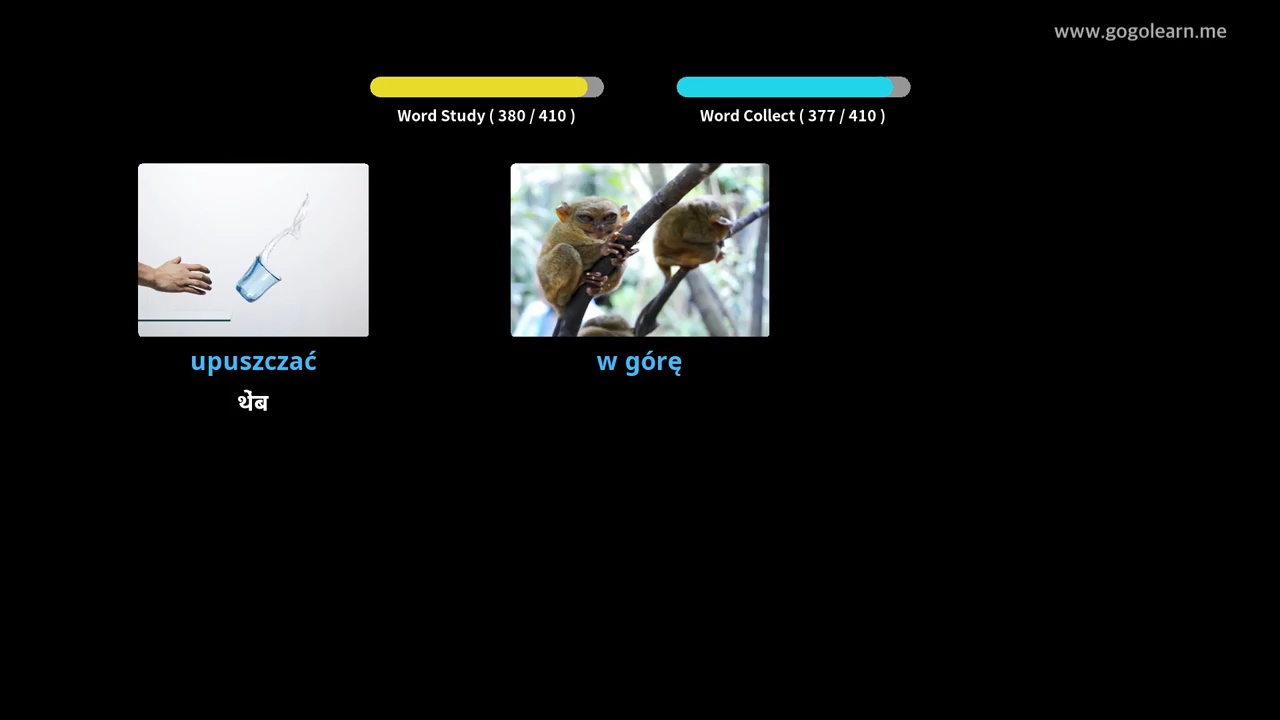 www.gogolearn.me
Word Study ( 380 / 410 )
Word Collect ( 377 / 410 )
upuszczać
थेंब
w górę